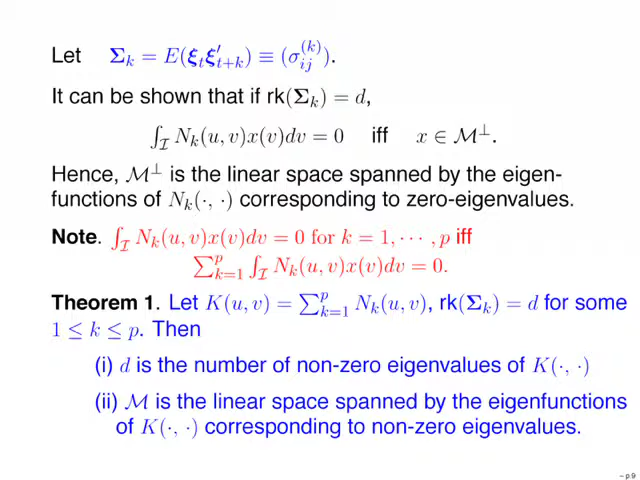 Let Σ_k = E(ξ_t ξ′_{t+k}) ≡ (σ_{ij}^{(k)}).
It can be shown that if rk(Σ_k) = d,
∫_I N_k(u, v)x(v)dv = 0 iff x ∈ M^⊥.
Hence, M^⊥ is the linear space spanned by the eigen-
functions of N_k(·, ·) corresponding to zero-eigenvalues.
Note. ∫_I N_k(u, v)x(v)dv = 0 for k = 1, ··· , p iff
∑_{k=1}^p ∫_I N_k(u, v)x(v)dv = 0.
Theorem 1. Let K(u, v) = ∑_{k=1}^p N_k(u, v), rk(Σ_k) = d for some
1 ≤ k ≤ p. Then
(i) d is the number of non-zero eigenvalues of K(·, ·)
(ii) M is the linear space spanned by the eigenfunctions
of K(·, ·) corresponding to non-zero eigenvalues.
– p.9